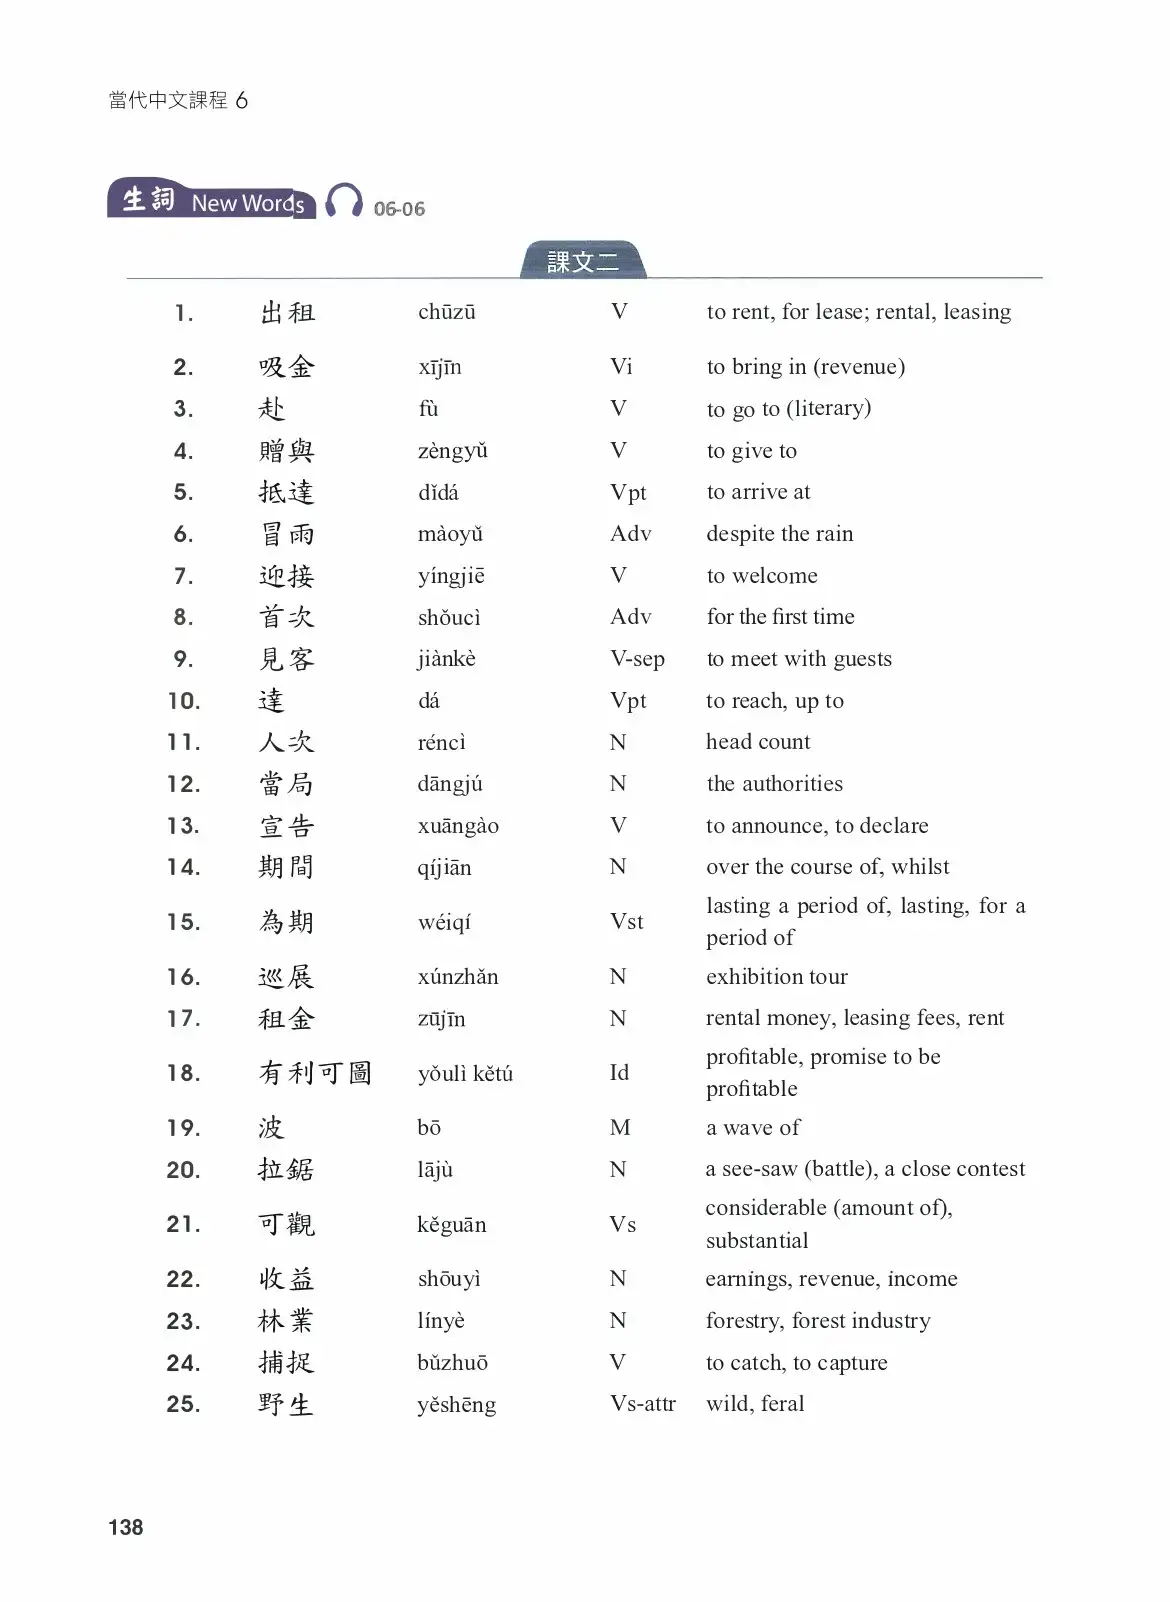 當代中文課程 6
生詞 New Words 06-06
課文二
1. 出租 chūzū V to rent, for lease; rental, leasing
2. 吸金 xījīn Vi to bring in (revenue)
3. 赴 fù V to go to (literary)
4. 贈與 zèngyǔ V to give to
5. 抵達 dǐdá Vpt to arrive at
6. 冒雨 màoyǔ Adv despite the rain
7. 迎接 yíngjiē V to welcome
8. 首次 shǒucì Adv for the first time
9. 見客 jiànkè V-sep to meet with guests
10. 達 dá Vpt to reach, up to
11. 人次 réncì N head count
12. 當局 dāngjú N the authorities
13. 宣告 xuāngào V to announce, to declare
14. 期間 qíjiān N over the course of, whilst
15. 為期 wéiqí Vst lasting a period of, lasting, for a
period of
16. 巡展 xúnzhǎn N exhibition tour
17. 租金 zūjīn N rental money, leasing fees, rent
18. 有利可圖 yǒulì kětú Id profitable, promise to be
profitable
19. 波 bō M a wave of
20. 拉鋸 lājù N a see-saw (battle), a close contest
21. 可觀 kěguān Vs considerable (amount of),
substantial
22. 收益 shōuyì N earnings, revenue, income
23. 林業 línyè N forestry, forest industry
24. 捕捉 bǔzhuō V to catch, to capture
25. 野生 yěshēng Vs-attr wild, feral
138